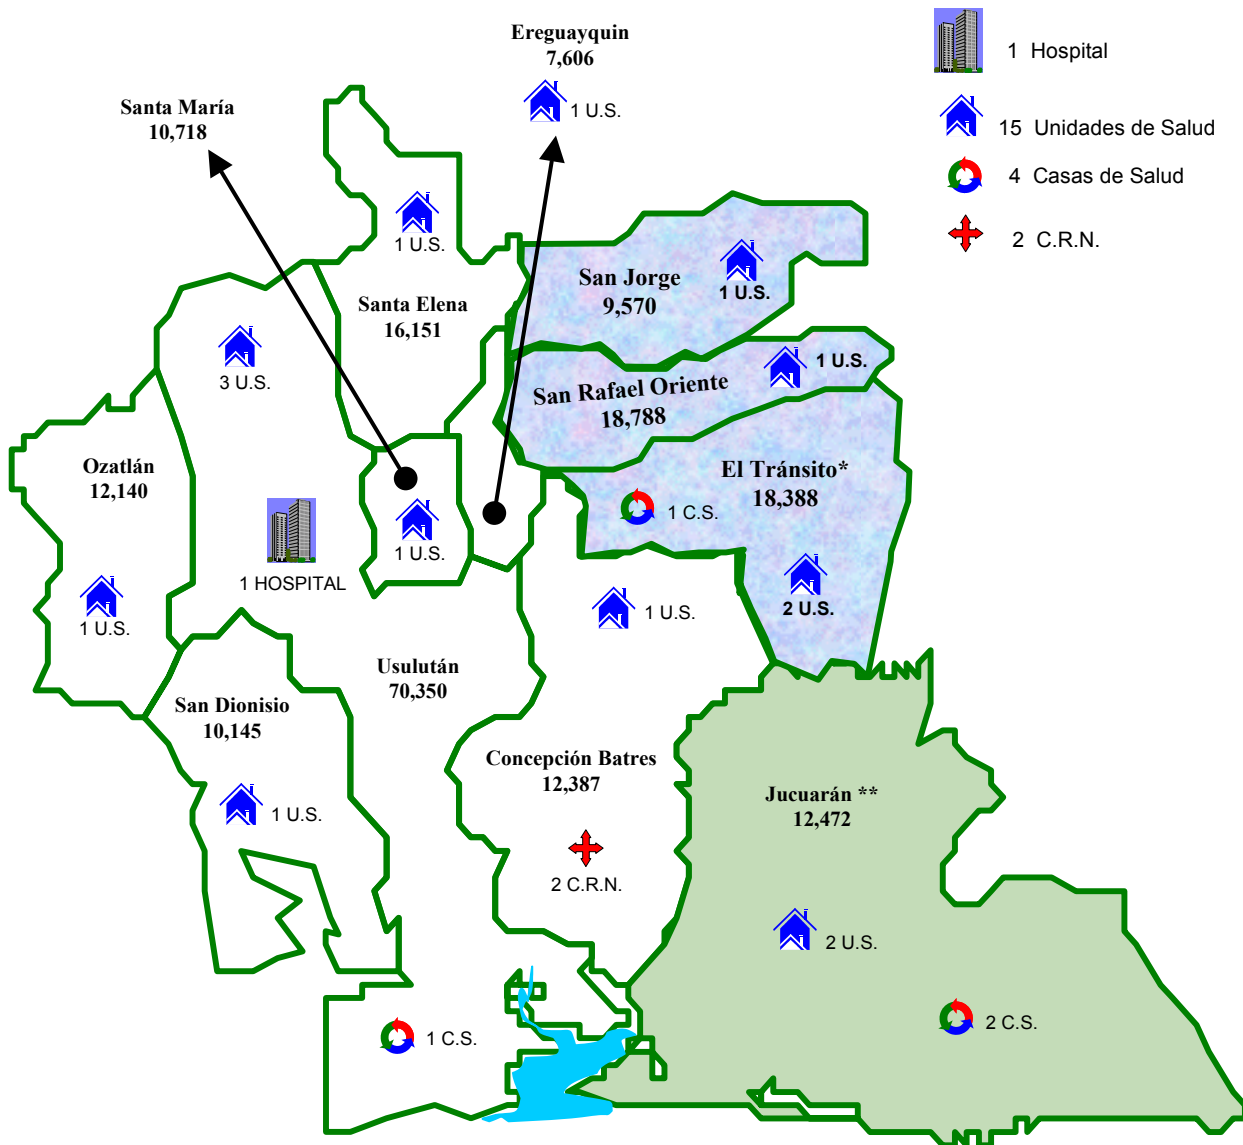 Ereguayquin
7,606
1 U.S.
Santa María
10,718
1 Hospital
15 Unidades de Salud
4 Casas de Salud
2 C.R.N.
1 U.S.
Santa Elena
16,151
San Jorge
9,570
1 U.S.
3 U.S.
San Rafael Oriente
18,788
1 U.S.
Ozatlán
12,140
1 U.S.
El Tránsito*
18,388
1 C.S.
2 U.S.
1 U.S.
1 HOSPITAL
1 U.S.
Usulután
70,350
San Dionisio
10,145
1 U.S.
Concepción Batres
12,387
2 C.R.N.
Jucuarán **
12,472
2 U.S.
2 C.S.
1 C.S.